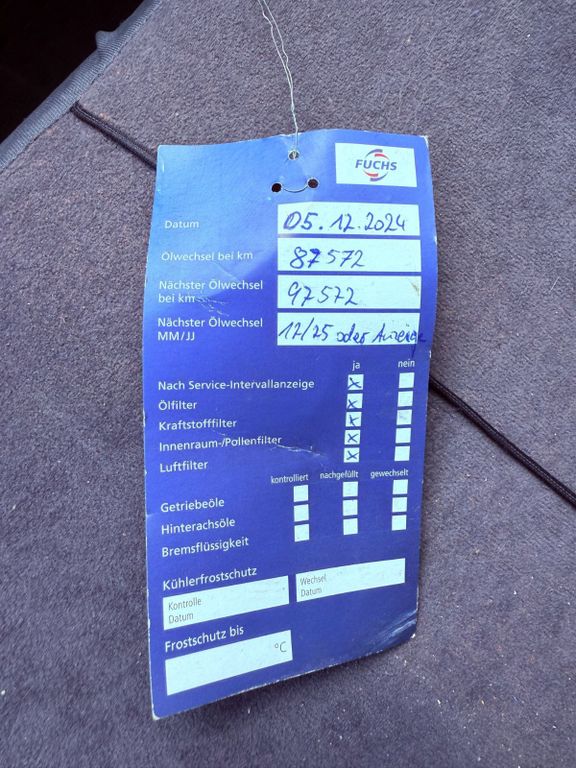 FUCHS
Datum 05.12.2024
Ölwechsel bei km 87572
Nächster Ölwechsel
bei km 97572
Nächster Ölwechsel
MM/JJ 12/25 oder Anzeige
ja nein
Nach Service-Intervallanzeige x
Ölfilter x
Kraftstofffilter x
Innenraum-/Pollenfilter x
Luftfilter x
kontrolliert nachgefüllt gewechselt
Getriebeöle
Hinterachsöle
Bremsflüssigkeit
Kühlerfrostschutz
Kontrolle
Datum
Wechsel
Datum
Frostschutz bis
°C